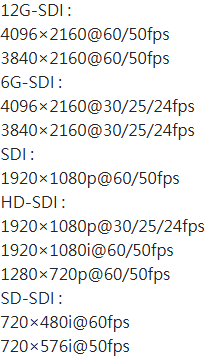 12G-SDI :
4096×2160@60/50fps
3840×2160@60/50fps
6G-SDI :
4096×2160@30/25/24fps
3840×2160@30/25/24fps
SDI :
1920×1080p@60/50fps
HD-SDI :
1920×1080p@30/25/24fps
1920×1080i@60/50fps
1280×720p@60/50fps
SD-SDI :
720×480i@60fps
720×576i@50fps